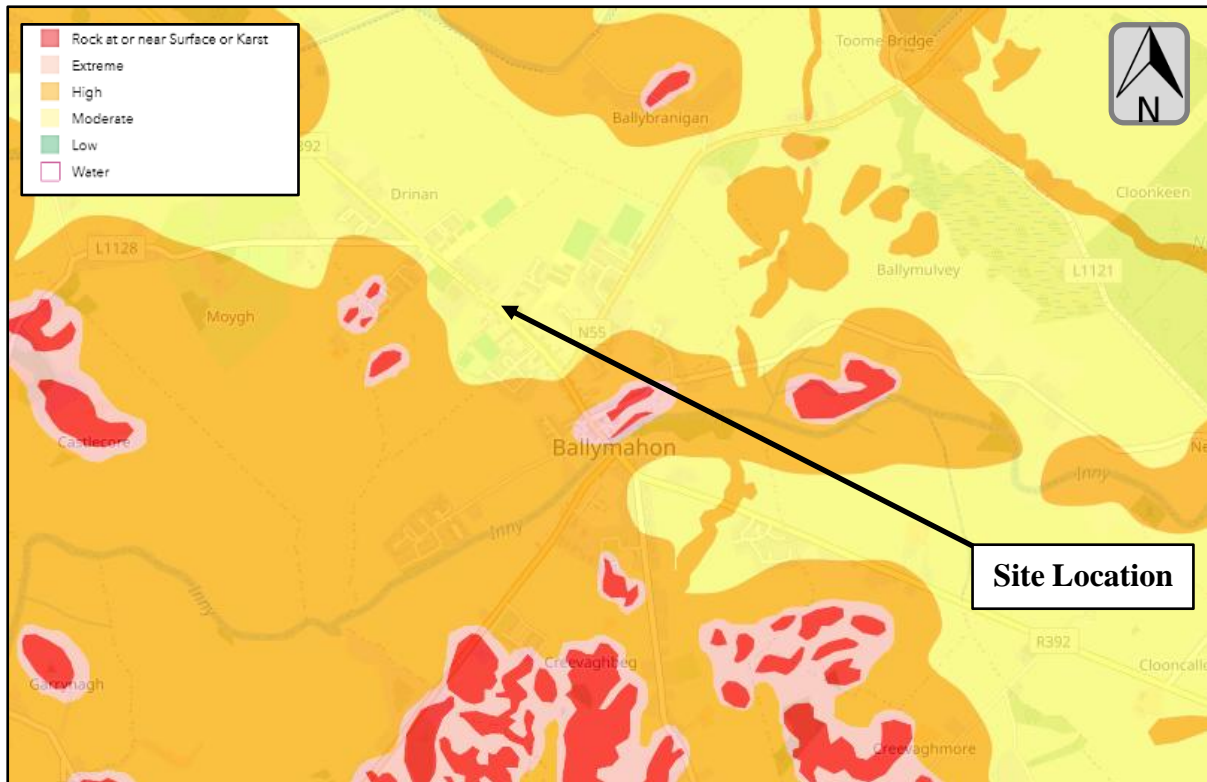 Rock at or near Surface or Karst
Extreme
High
Moderate
Low
Water
N
Toome Bridge
Ballybranigan
392
Drinan
Cloonkeen
L1128
Ballymulvey
L1121
Moygh
N55
Castlecore
Ballymahon
Inny
Inny
Site Location
Inny
R392
Creevaghbeg
Clooncalle
Garrynagh
Creevaghmore